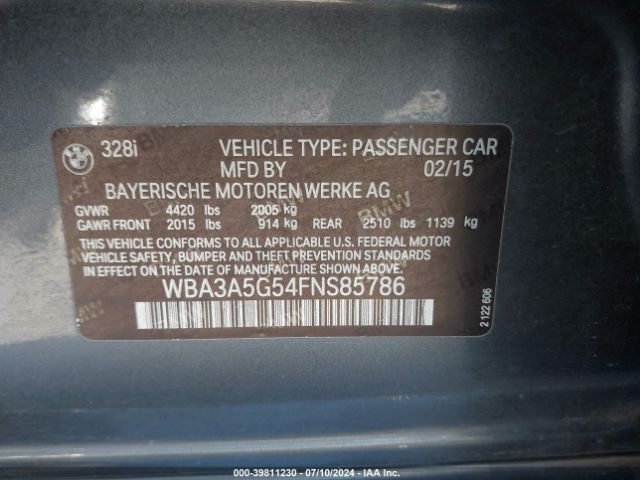 BMW
328i VEHICLE TYPE: PASSENGER CAR
MFD BY 02/15
BAYERISCHE MOTOREN WERKE AG
GVWR 4420 lbs 2005 kg
GAWR FRONT 2015 lbs 914 kg REAR 2510 lbs 1139 kg
THIS VEHICLE CONFORMS TO ALL APPLICABLE U.S. FEDERAL MOTOR
VEHICLE SAFETY, BUMPER AND THEFT PREVENTION STANDARDS
IN EFFECT ON THE DATE OF MANUFACTURE SHOWN ABOVE.
WBA3A5G54FNS85786
2 122 606
000-39811230 - 07/10/2024 - IAA Inc.